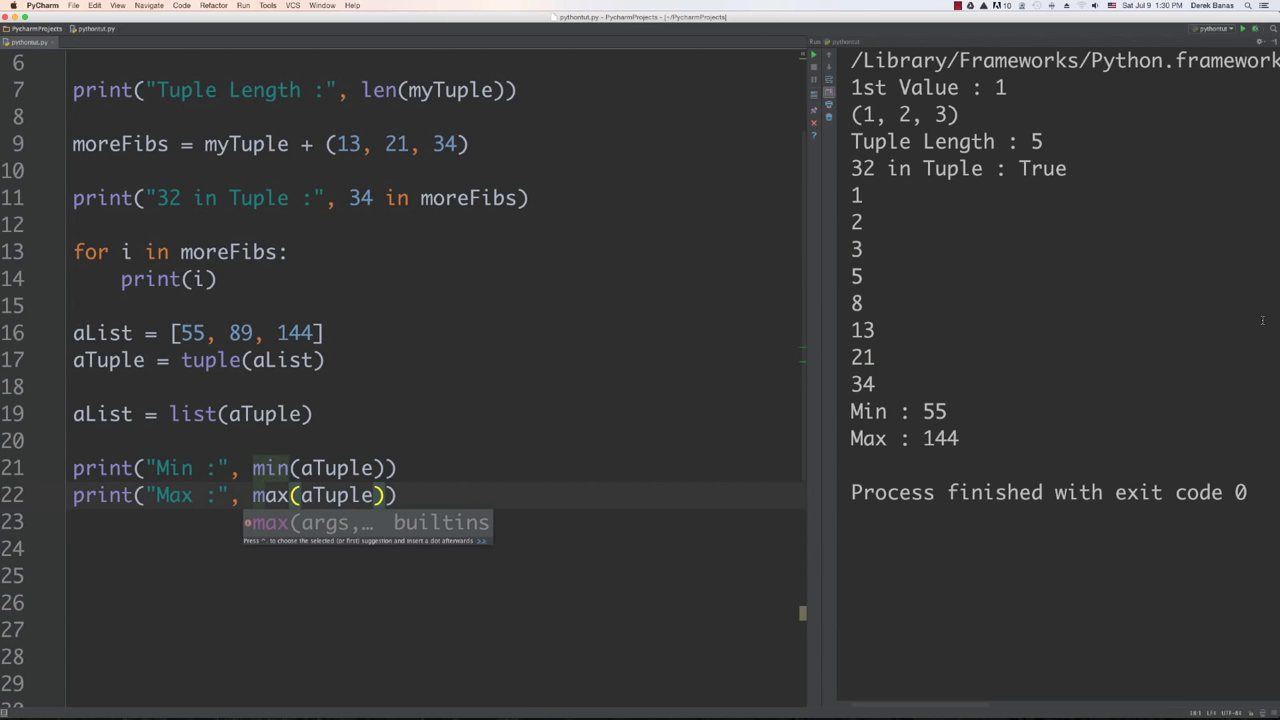 PyCharm File Edit View Navigate Code Refactor Run Tools VCS Window Help 10 Sat Jul 9 1:30 PM Derek Banas
pythontut.py - PycharmProjects - [~/PycharmProjects]
PycharmProjects pythontut.py pythontut
pythontut.py
Run pythontut
6
7 print("Tuple Length :", len(myTuple))
8
9 moreFibs = myTuple + (13, 21, 34)
10
11 print("32 in Tuple :", 34 in moreFibs)
12
13 for i in moreFibs:
14 print(i)
15
16 aList = [55, 89, 144]
17 aTuple = tuple(aList)
18
19 aList = list(aTuple)
20
21 print("Min :", min(aTuple))
22 print("Max :", max(aTuple))
23 max(args,… builtins
Press ^. to choose the selected (or first) suggestion and insert a dot afterwards >>
24
25
26
27
28
29
/Library/Frameworks/Python.framework
1st Value : 1
(1, 2, 3)
Tuple Length : 5
32 in Tuple : True
1
2
3
5
8
13
21
34
Min : 55
Max : 144
Process finished with exit code 0
18:1 LF÷ UTF-8÷